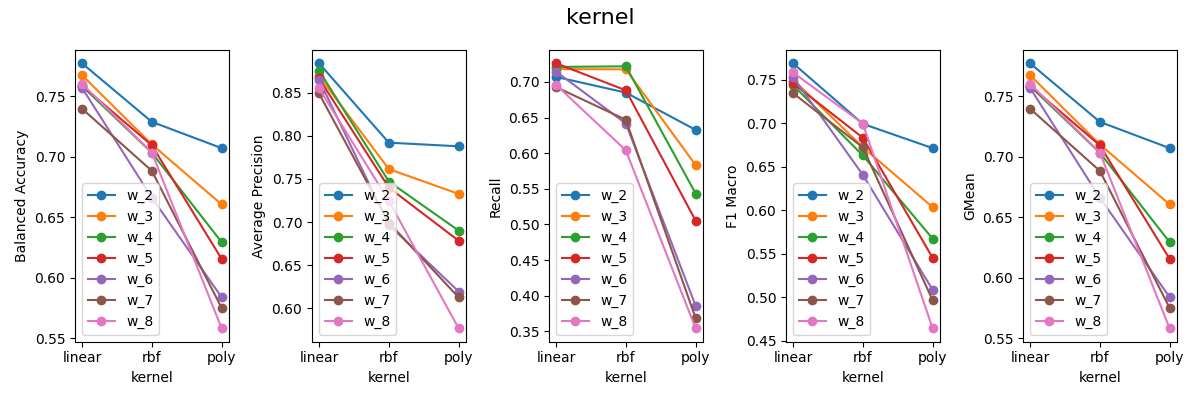 kernel
Balanced Accuracy
0.75
0.70
0.65
0.60
0.55
w_2
w_3
w_4
w_5
w_6
w_7
w_8
linear rbf poly
kernel
Average Precision
0.85
0.80
0.75
0.70
0.65
0.60
w_2
w_3
w_4
w_5
w_6
w_7
w_8
linear rbf poly
kernel
Recall
0.70
0.65
0.60
0.55
0.50
0.45
0.40
0.35
w_2
w_3
w_4
w_5
w_6
w_7
w_8
linear rbf poly
kernel
F1 Macro
0.75
0.70
0.65
0.60
0.55
0.50
0.45
w_2
w_3
w_4
w_5
w_6
w_7
w_8
linear rbf poly
kernel
GMean
0.75
0.70
0.65
0.60
0.55
w_2
w_3
w_4
w_5
w_6
w_7
w_8
linear rbf poly
kernel